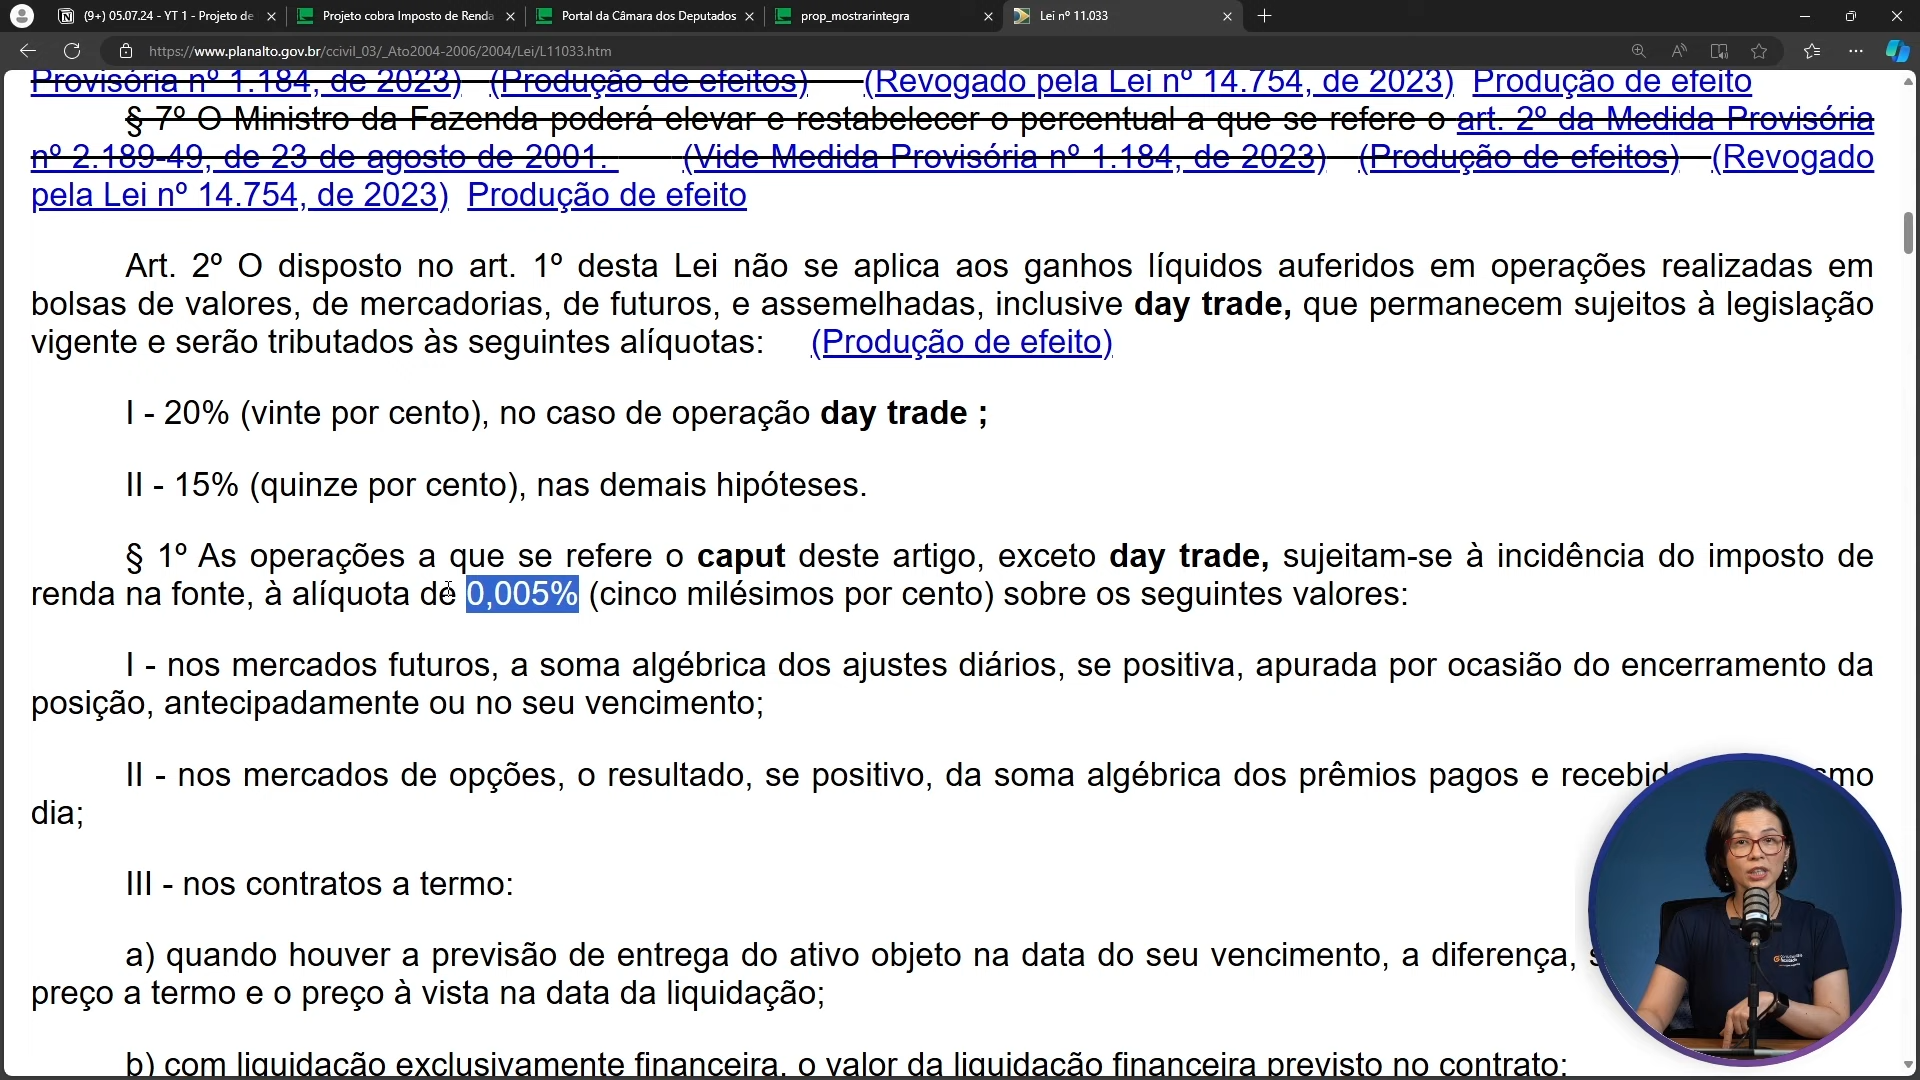 (9+) 05.07.24 - YT 1 - Projeto de
Projeto cobra Imposto de Renda
Portal da Câmara dos Deputados
prop_mostrarintegra
Lei nº 11.033
https://www.planalto.gov.br/ccivil_03/_Ato2004-2006/2004/Lei/L11033.htm
Provisória nº 1.184, de 2023) (Produção de efeitos) (Revogado pela Lei nº 14.754, de 2023) Produção de efeito
§ 7º O Ministro da Fazenda poderá elevar e restabelecer o percentual a que se refere o art. 2º da Medida Provisória
nº 2.189-49, de 23 de agosto de 2001. (Vide Medida Provisória nº 1.184, de 2023) (Produção de efeitos) (Revogado
pela Lei nº 14.754, de 2023) Produção de efeito
Art. 2º O disposto no art. 1º desta Lei não se aplica aos ganhos líquidos auferidos em operações realizadas em
bolsas de valores, de mercadorias, de futuros, e assemelhadas, inclusive day trade, que permanecem sujeitos à legislação
vigente e serão tributados às seguintes alíquotas: (Produção de efeito)
I - 20% (vinte por cento), no caso de operação day trade ;
II - 15% (quinze por cento), nas demais hipóteses.
§ 1º As operações a que se refere o caput deste artigo, exceto day trade, sujeitam-se à incidência do imposto de
renda na fonte, à alíquota de 0,005% (cinco milésimos por cento) sobre os seguintes valores:
I - nos mercados futuros, a soma algébrica dos ajustes diários, se positiva, apurada por ocasião do encerramento da
posição, antecipadamente ou no seu vencimento;
II - nos mercados de opções, o resultado, se positivo, da soma algébrica dos prêmios pagos e recebid smo
dia;
III - nos contratos a termo:
a) quando houver a previsão de entrega do ativo objeto na data do seu vencimento, a diferença, s
preço a termo e o preço à vista na data da liquidação;
b) com liquidação exclusivamente financeira, o valor da liquidação financeira previsto no contrato;